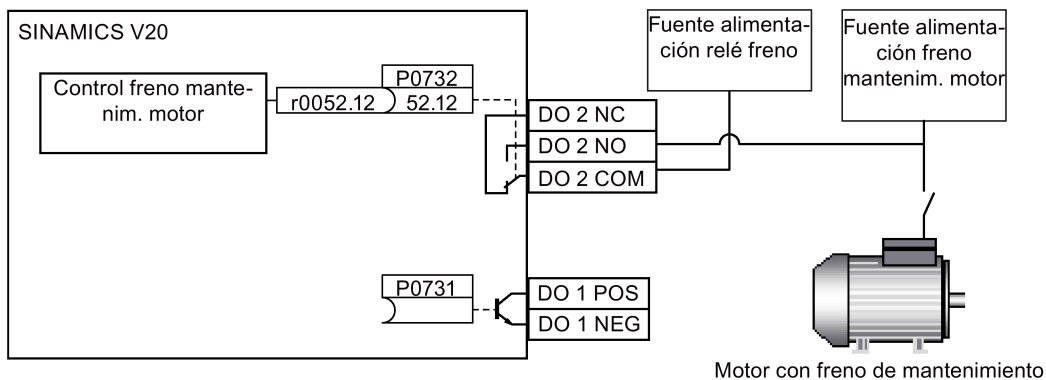 SINAMICS V20
Control freno mante-
nim. motor
r0052.12
P0732
52.12
DO 2 NC
DO 2 NO
DO 2 COM
Fuente alimenta-
ción relé freno
Fuente alimenta-
ción freno
mantenim. motor
P0731
DO 1 POS
DO 1 NEG
Motor con freno de mantenimiento